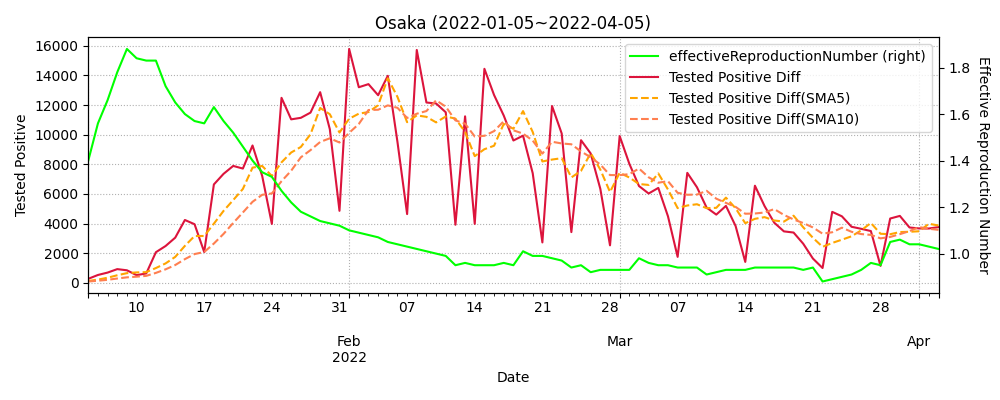 Osaka (2022-01-05~2022-04-05)
Tested Positive
16000
14000
12000
10000
8000
6000
4000
2000
0
effectiveReproductionNumber (right)
Tested Positive Diff
Tested Positive Diff(SMA5)
Tested Positive Diff(SMA10)
1.8
1.6
1.4
1.2
1.0
Effective Reproduction Number
10 17 24 31 07 14 21 28 07 14 21 28
Feb Mar Apr
2022
Date